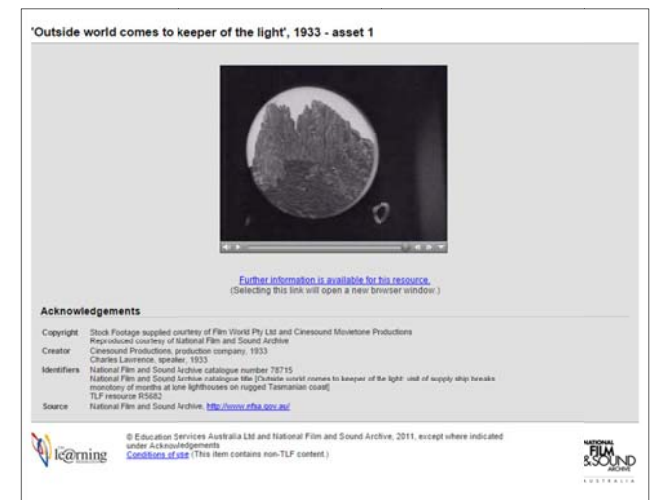 'Outside world comes to keeper of the light', 1933 - asset 1
Further information is available for this resource.
(Selecting this link will open a new browser window.)
Acknowledgements
Copyright Stock Footage supplied courtesy of Film World Pty Ltd and Cinesound Movietone Productions
Reproduced courtesy of National Film and Sound Archive
Creator Cinesound Productions, production company, 1933
Charles Lawrence, speaker, 1933
Identifiers National Film and Sound Archive catalogue number 78715
National Film and Sound Archive catalogue title [Outside world comes to keeper of the light: visit of supply ship breaks
monotony of months at lone lighthouses on rugged Tasmanian coast]
TLF resource R5682
Source National Film and Sound Archive, http://www.nfsa.gov.au/
© Education Services Australia Ltd and National Film and Sound Archive, 2011, except where indicated
under Acknowledgements
Conditions of use (This item contains non-TLF content.)
le@rning
NATIONAL
FILM
& SOUND
ARCHIVE
AUSTRALIA